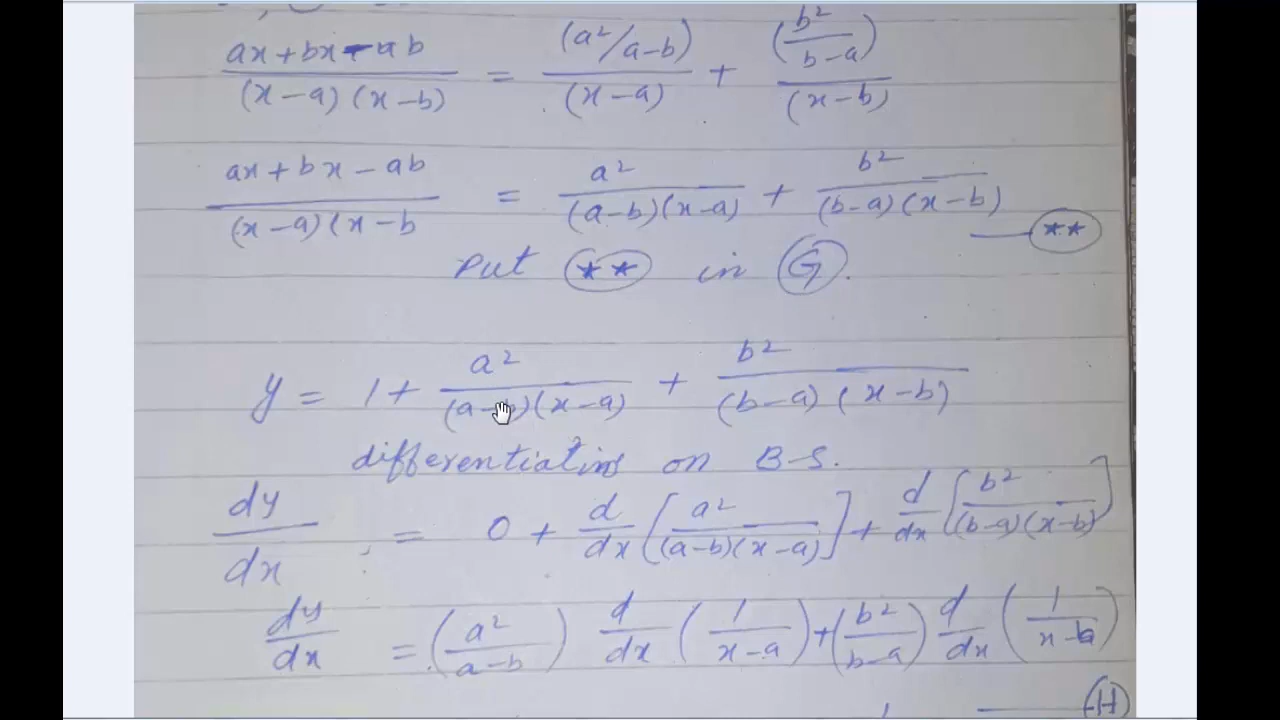 (ax+bx-ab)/((x-a)(x-b)) = (a²/a-b)/(x-a) + (b²/(b-a))/(x-b)
(ax+bx-ab)/((x-a)(x-b = a²/((a-b)(x-a)) + b²/((b-a)(x-b)) — (**)
Put (**) in (G).
y = 1 + a²/((a-b)(x-a)) + b²/((b-a)(x-b))
differentiating on B.S.
dy/dx = 0 + d/dx [a²/((a-b)(x-a))] + d/dx [b²/((b-a)(x-b))]
dy/dx = (a²/(a-b)) d/dx (1/(x-a)) + (b²/(b-a)) d/dx (1/(x-b))
— (H)